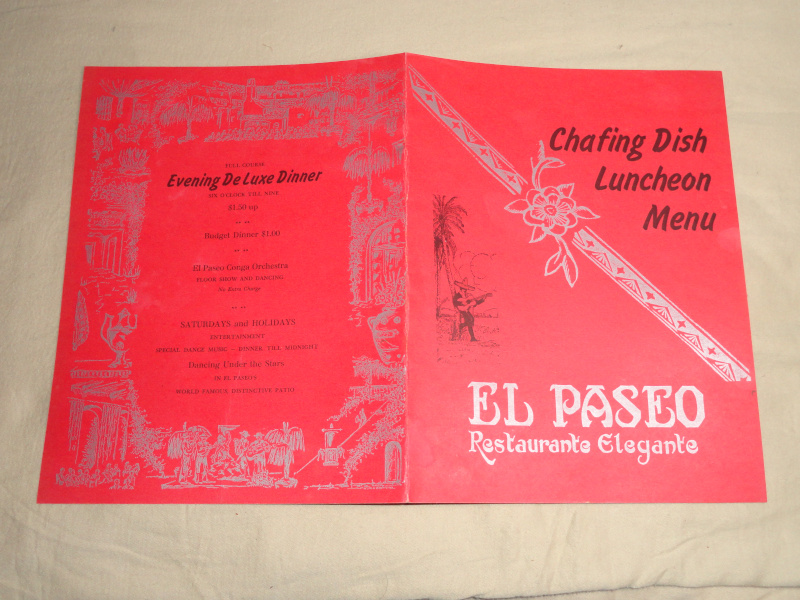 FULL COURSE
Evening De Luxe Dinner
SIX O'CLOCK TILL NINE
$1.50 up
Budget Dinner $1.00
El Paseo Conga Orchestra
FLOOR SHOW AND DANCING
No Extra Charge
SATURDAYS and HOLIDAYS
ENTERTAINMENT
SPECIAL DANCE MUSIC — DINNER TILL MIDNIGHT
Dancing Under the Stars
IN EL PASEO'S
WORLD FAMOUS DISTINCTIVE PATIO
Chafing Dish
Luncheon
Menu
EL PASEO
Restaurante Elegante